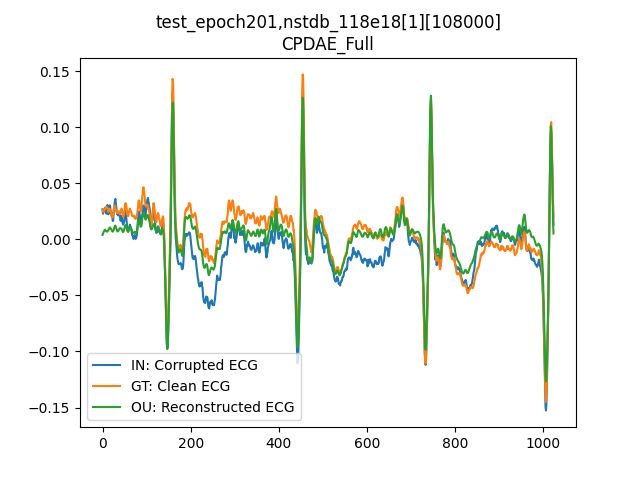 test_epoch201,nstdb_118e18[1][108000]
CPDAE_Full
0.15
0.10
0.05
0.00
−0.05
−0.10
−0.15
IN: Corrupted ECG
GT: Clean ECG
OU: Reconstructed ECG
0 200 400 600 800 1000